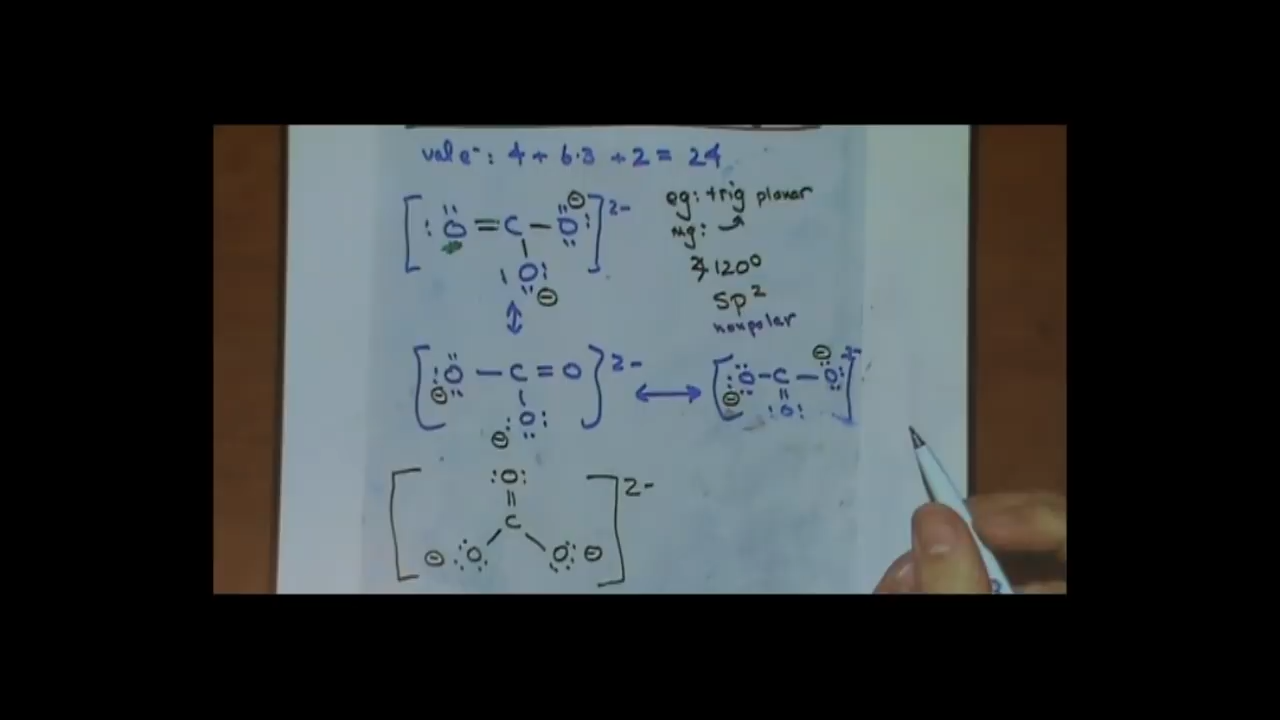 val e⁻: 4 + 6·3 + 2 = 24
[ :O = C - O: ⊖ ]2-
O: ⊖
eg: trig planar
mg:
∡ 120°
sp²
nonpolar
[ :O - C = O ]2-
⊖ O:
⊖
[ :O - C - O: ]2-
⊖ :O: ⊖
[ :O: ]2-
C
⊖ :O O: ⊖